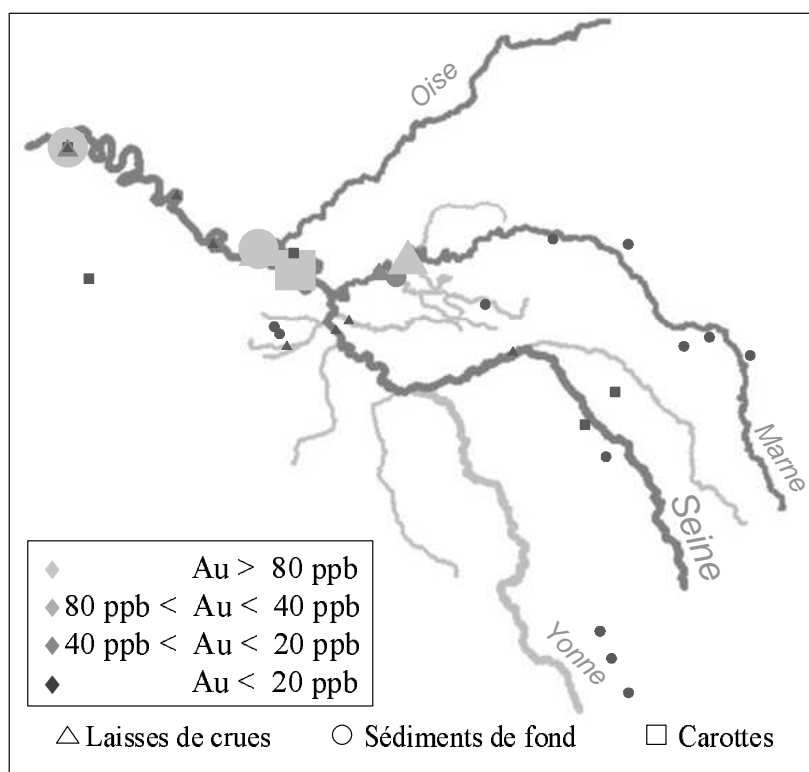 Oise
Marne
Seine
Yonne
Au > 80 ppb
80 ppb < Au < 40 ppb
40 ppb < Au < 20 ppb
Au < 20 ppb
Laisses de crues Sédiments de fond Carottes